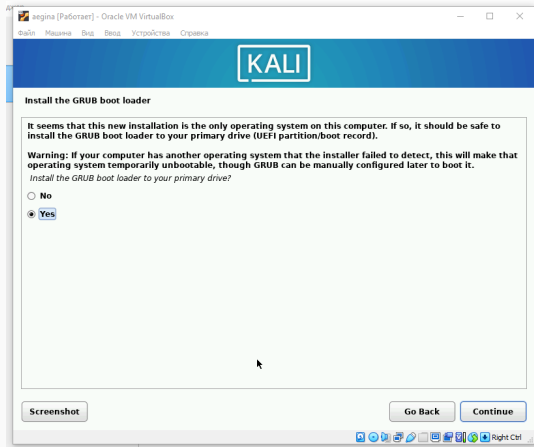 aegina [Работает] - Oracle VM VirtualBox
Файл Машина Вид Ввод Устройства Справка
KALI
Install the GRUB boot loader
It seems that this new installation is the only operating system on this computer. If so, it should be safe to
install the GRUB boot loader to your primary drive (UEFI partition/boot record).
Warning: If your computer has another operating system that the installer failed to detect, this will make that
operating system temporarily unbootable, though GRUB can be manually configured later to boot it.
Install the GRUB boot loader to your primary drive?
No
Yes
Screenshot Go Back Continue
Right Ctrl